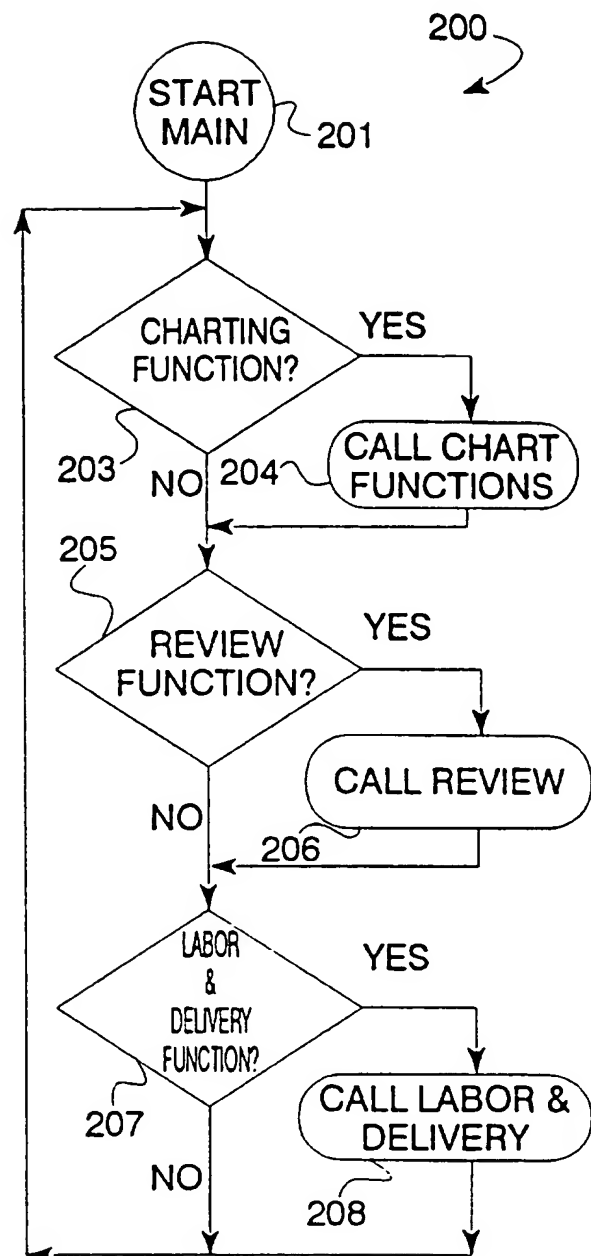 200
START
MAIN
201
CHARTING
FUNCTION?
YES
203
NO
204
CALL CHART
FUNCTIONS
205
REVIEW
FUNCTION?
YES
CALL REVIEW
NO
206
LABOR
&
DELIVERY
FUNCTION?
YES
207
CALL LABOR &
DELIVERY
NO
208